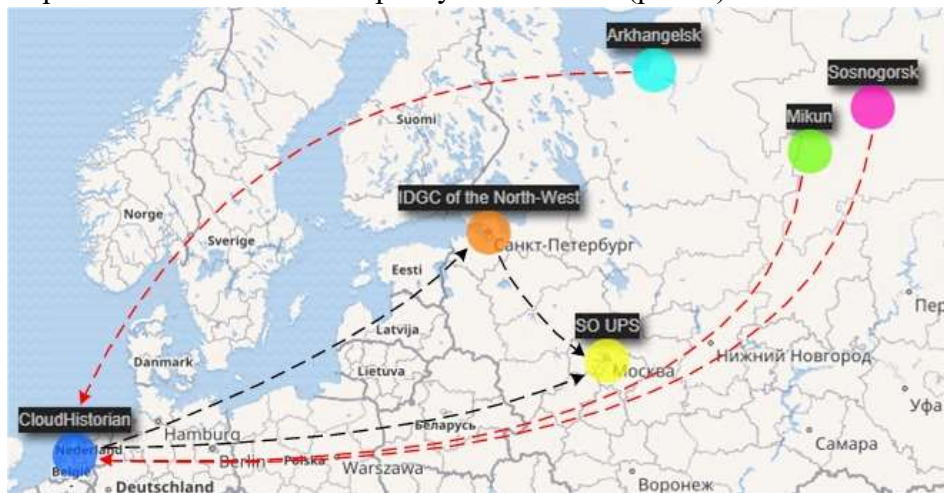 Arkhangelsk
Sosnogorsk
Suomi
Mikun
IDGC of the North-West
Norge
Sverige
Санкт-Петербург
Eesti
SO UPS
Latvija
Нижний Новгород
Danmark
Lietuva
Москва
CloudHistorian
Hamburg
Беларусь
Уфа
Nederland
Самара
België
Berlin
Polska
Warszawa
Deutschland
Воронеж